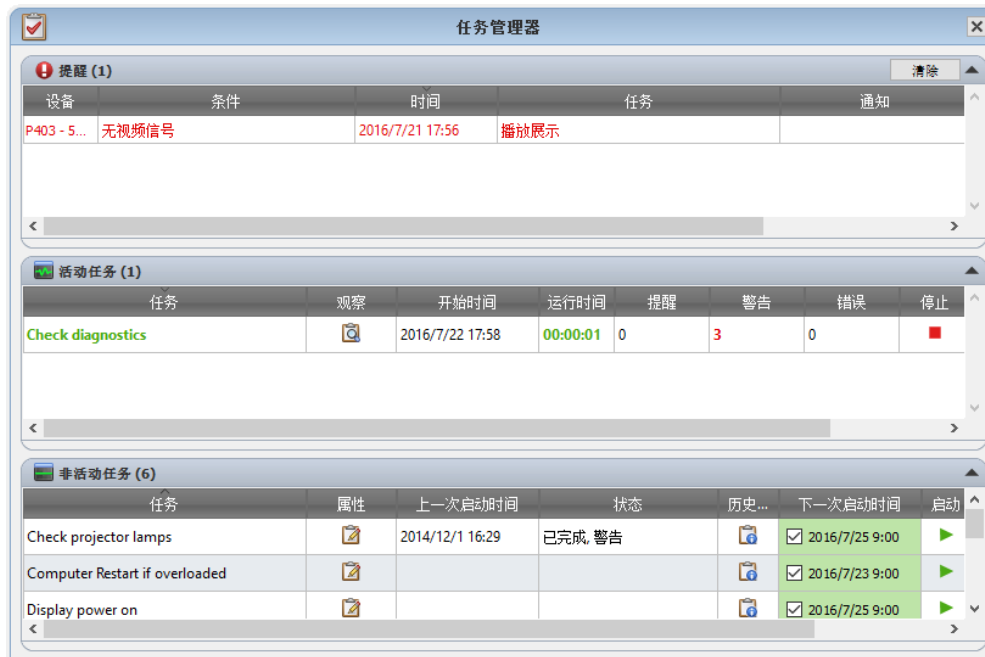 任务管理器
提醒 (1) 清除
设备 条件 时间 任务 通知
P403 - 5... 无视频信号 2016/7/21 17:56 播放展示
活动任务 (1)
任务 观察 开始时间 运行时间 提醒 警告 错误 停止
Check diagnostics 2016/7/22 17:58 00:00:01 0 3 0
非活动任务 (6)
任务 属性 上一次启动时间 状态 历史... 下一次启动时间 启动
Check projector lamps 2014/12/1 16:29 已完成, 警告 2016/7/25 9:00
Computer Restart if overloaded 2016/7/23 9:00
Display power on 2016/7/25 9:00